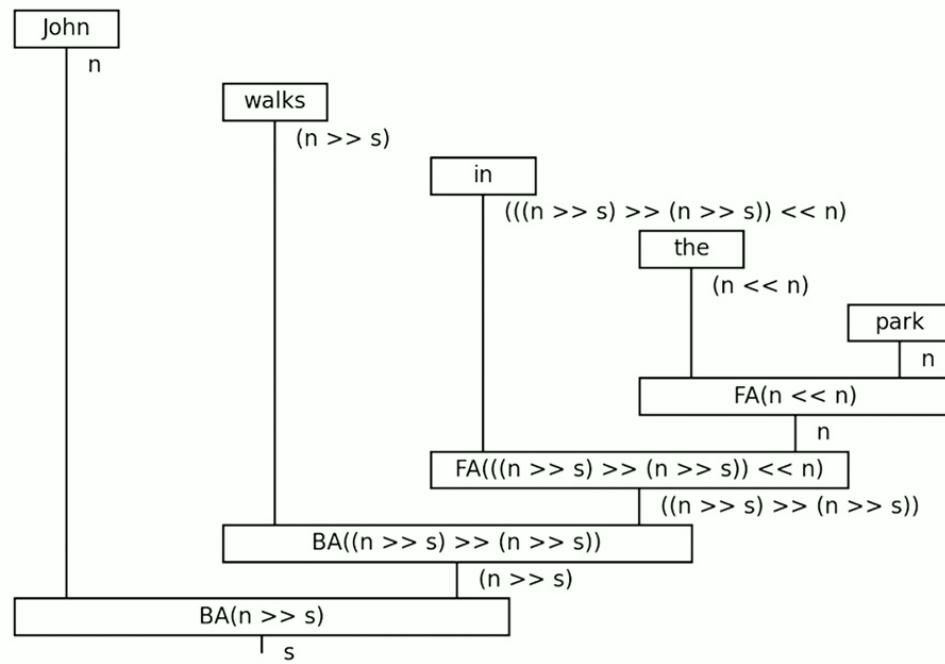 John
n
walks
(n >> s)
in
(((n >> s) >> (n >> s)) << n)
the
(n << n)
park
n
FA(n << n)
n
FA(((n >> s) >> (n >> s)) << n)
((n >> s) >> (n >> s))
BA((n >> s) >> (n >> s))
(n >> s)
BA(n >> s)
s